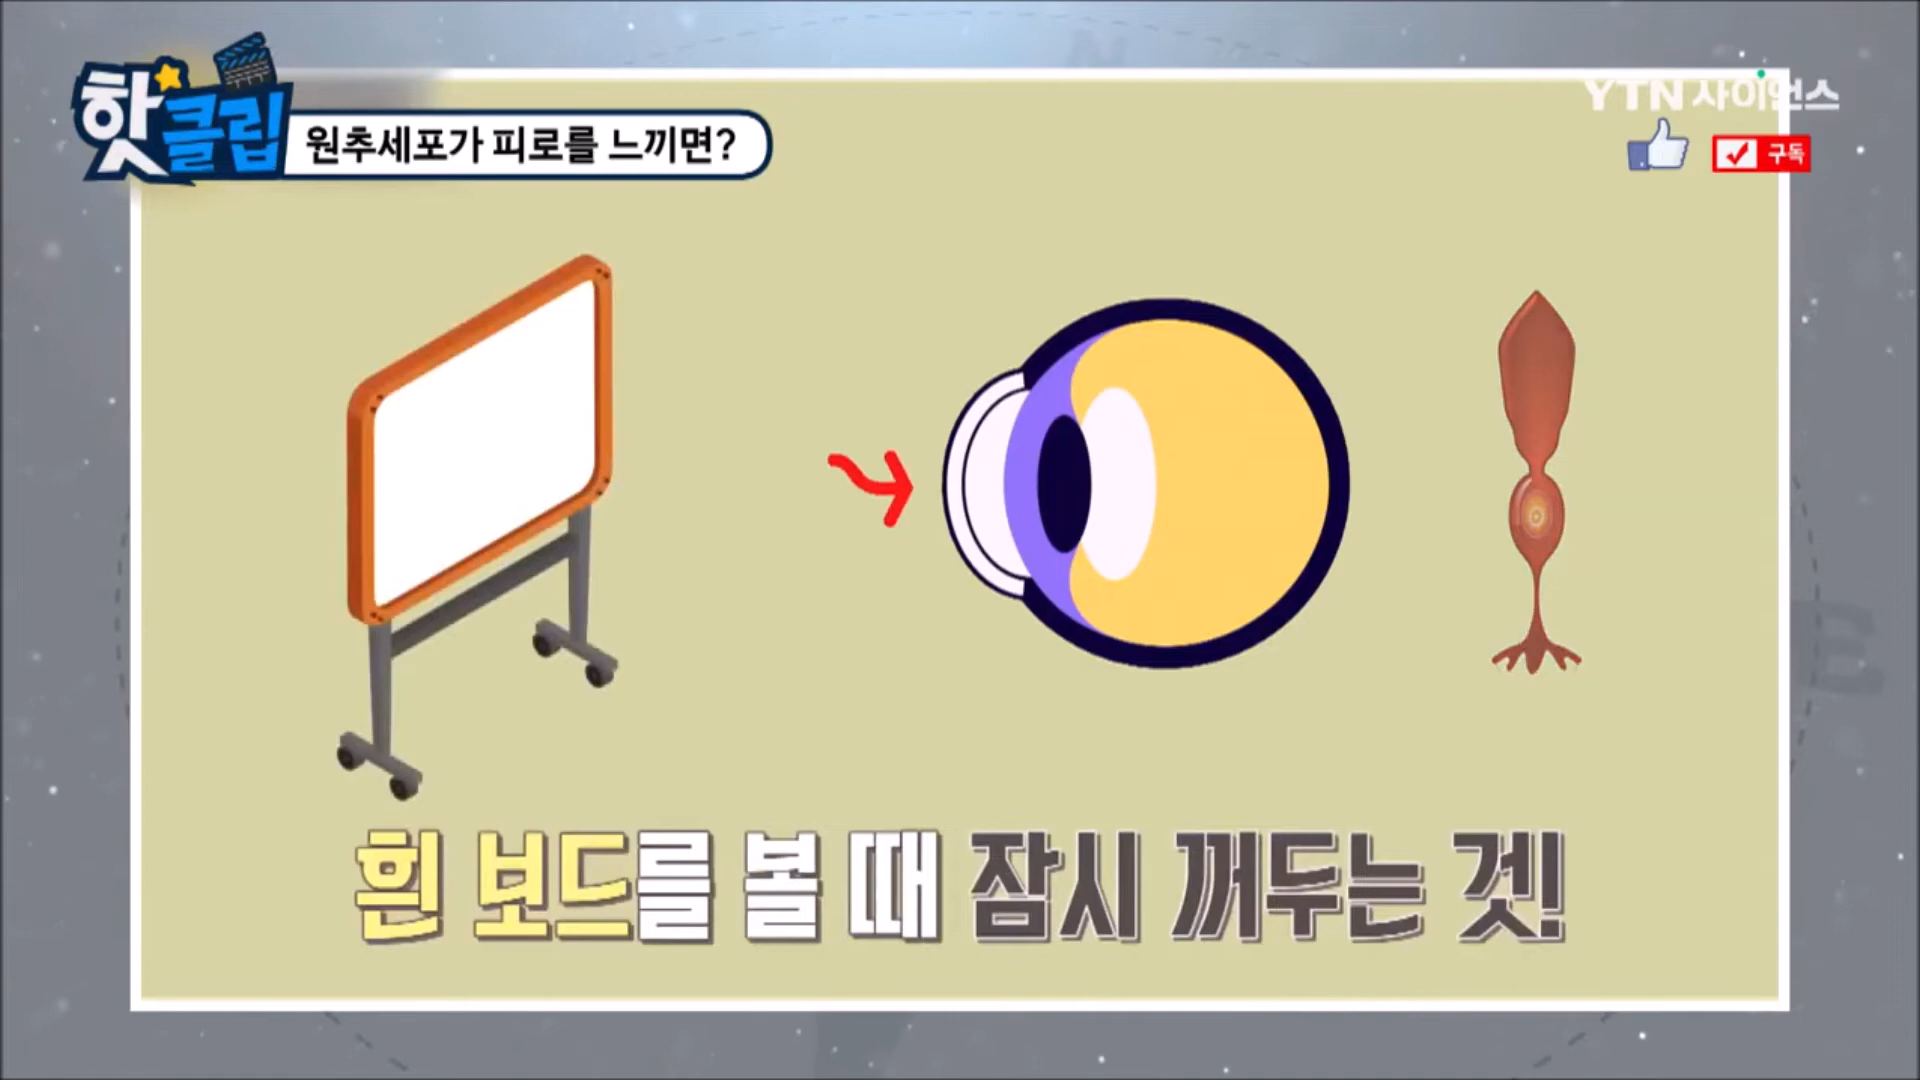 핫클립
원추세포가 피로를 느끼면?
YTN 사이언스
구독
흰 보드를 볼 때 잠시 꺼두는 겟!